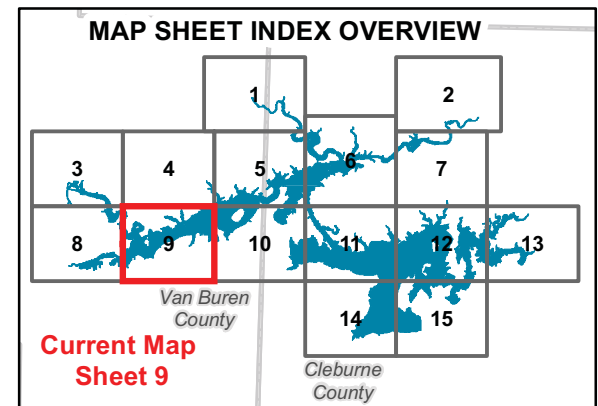 MAP SHEET INDEX OVERVIEW
1
2
3
4
5
6
7
8
9
10
11
12
13
Van Buren
County
14
15
Current Map
Sheet 9
Cleburne
County